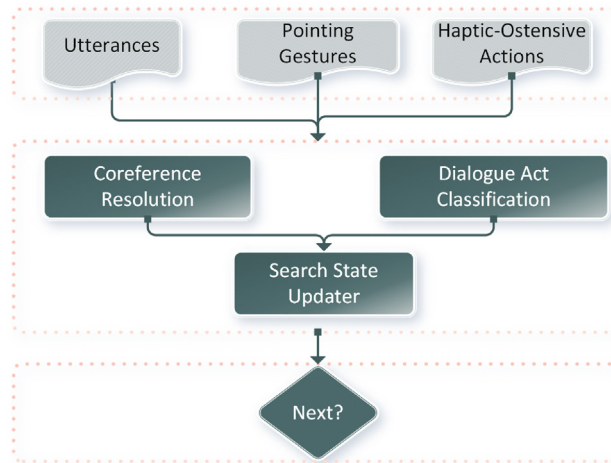 Utterances
Pointing
Gestures
Haptic-Ostensive
Actions
Coreference
Resolution
Dialogue Act
Classification
Search State
Updater
Next?